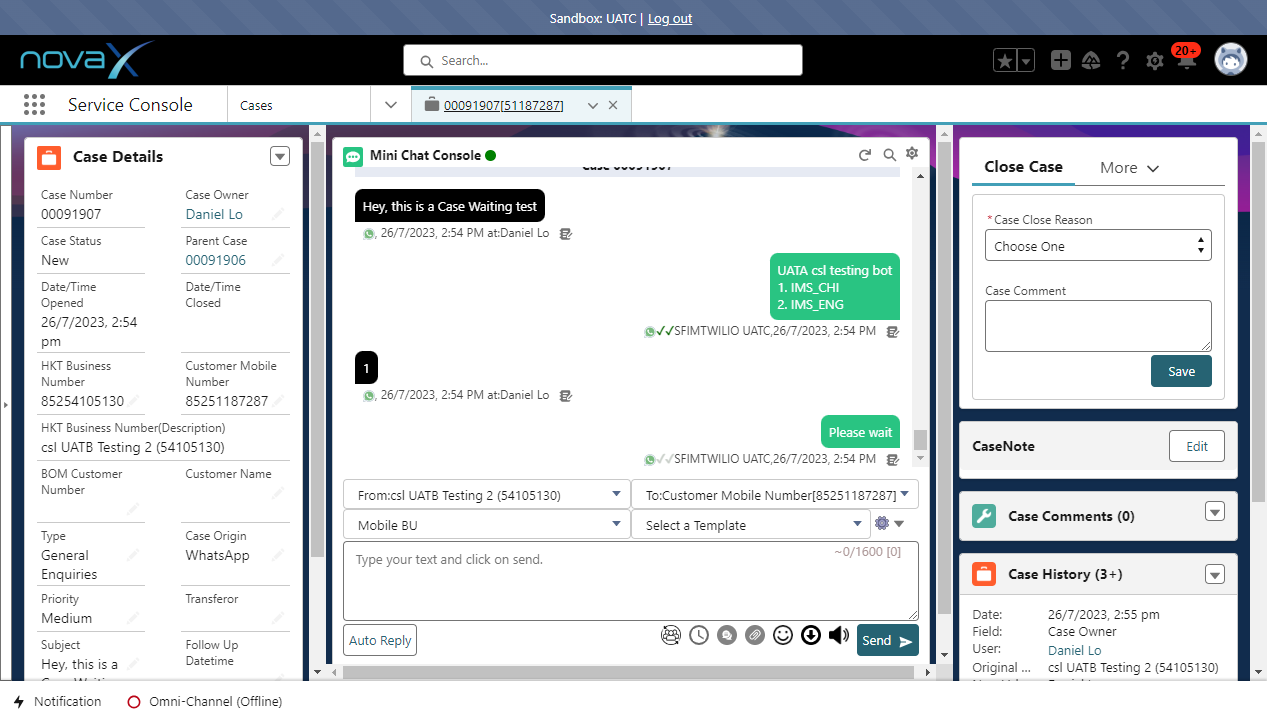 Sandbox: UATC | Log out
novaX
Search...
20+
Service Console
Cases
00091907[51187287]
Case Details
Case Number
00091907
Case Owner
Daniel Lo
Case Status
New
Parent Case
00091906
Date/Time
Opened
26/7/2023, 2:54
pm
Date/Time
Closed
HKT Business
Number
85254105130
Customer Mobile
Number
85251187287
HKT Business Number(Description)
csl UATB Testing 2 (54105130)
BOM Customer
Number
Customer Name
Type
General
Enquiries
Case Origin
WhatsApp
Priority
Medium
Transferor
Subject
Hey, this is a
Case Waiting
Follow Up
Datetime
Mini Chat Console
Case 00091907
Hey, this is a Case Waiting test
, 26/7/2023, 2:54 PM at:Daniel Lo
UATA csl testing bot
1. IMS_CHI
2. IMS_ENG
SFIMTWILIO UATC,26/7/2023, 2:54 PM
1
, 26/7/2023, 2:54 PM at:Daniel Lo
Please wait
SFIMTWILIO UATC,26/7/2023, 2:54 PM
From:csl UATB Testing 2 (54105130)
To:Customer Mobile Number[85251187287]
Mobile BU
Select a Template
Type your text and click on send.
~0/1600 [0]
Auto Reply
Send
Close Case
More
*Case Close Reason
Choose One
Case Comment
Save
CaseNote
Edit
Case Comments (0)
Case History (3+)
Date:
26/7/2023, 2:55 pm
Field:
Case Owner
User:
Daniel Lo
Original ...
csl UATB Testing 2 (54105130)
Notification
Omni-Channel (Offline)